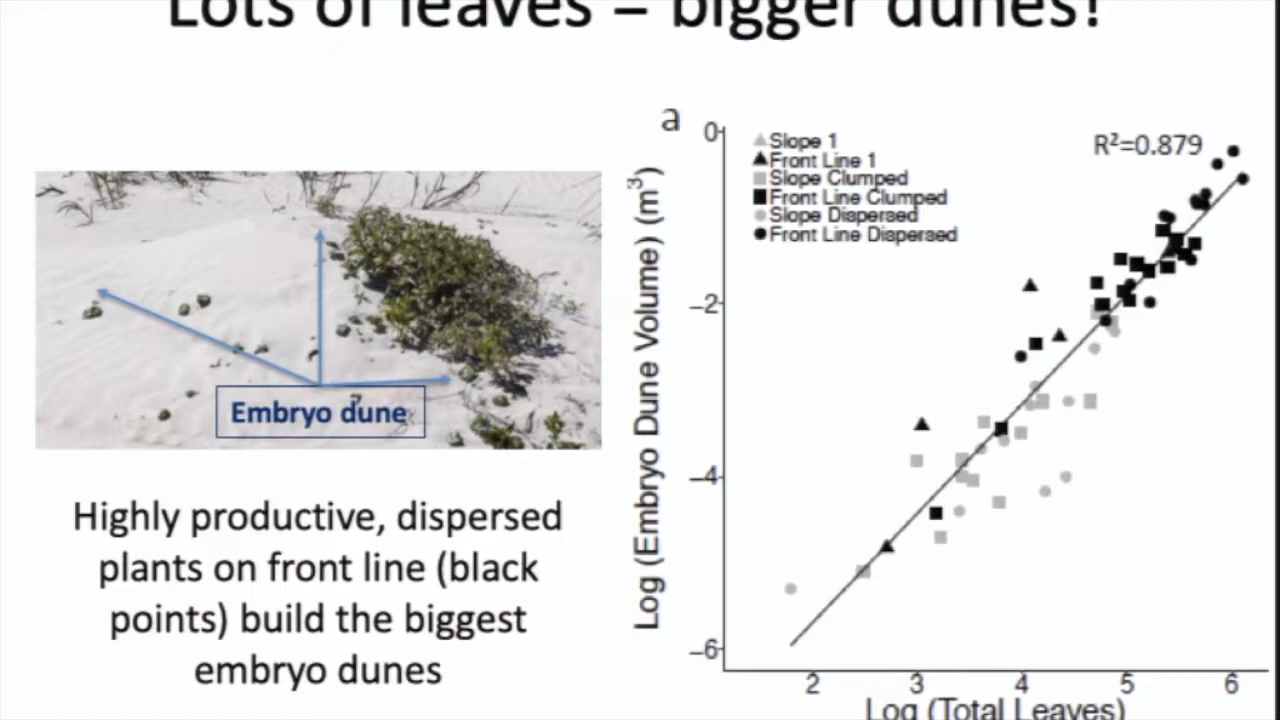 Lots of leaves = bigger dunes!
a
0
Slope 1
R²=0.879
Front Line 1
Slope Clumped
Front Line Clumped
Slope Dispersed
Front Line Dispersed
Log (Embryo Dune Volume) (m³)
–2
–4
–6
2 3 4 5 6
Log (Total Leaves)
Embryo dune
Highly productive, dispersed
plants on front line (black
points) build the biggest
embryo dunes